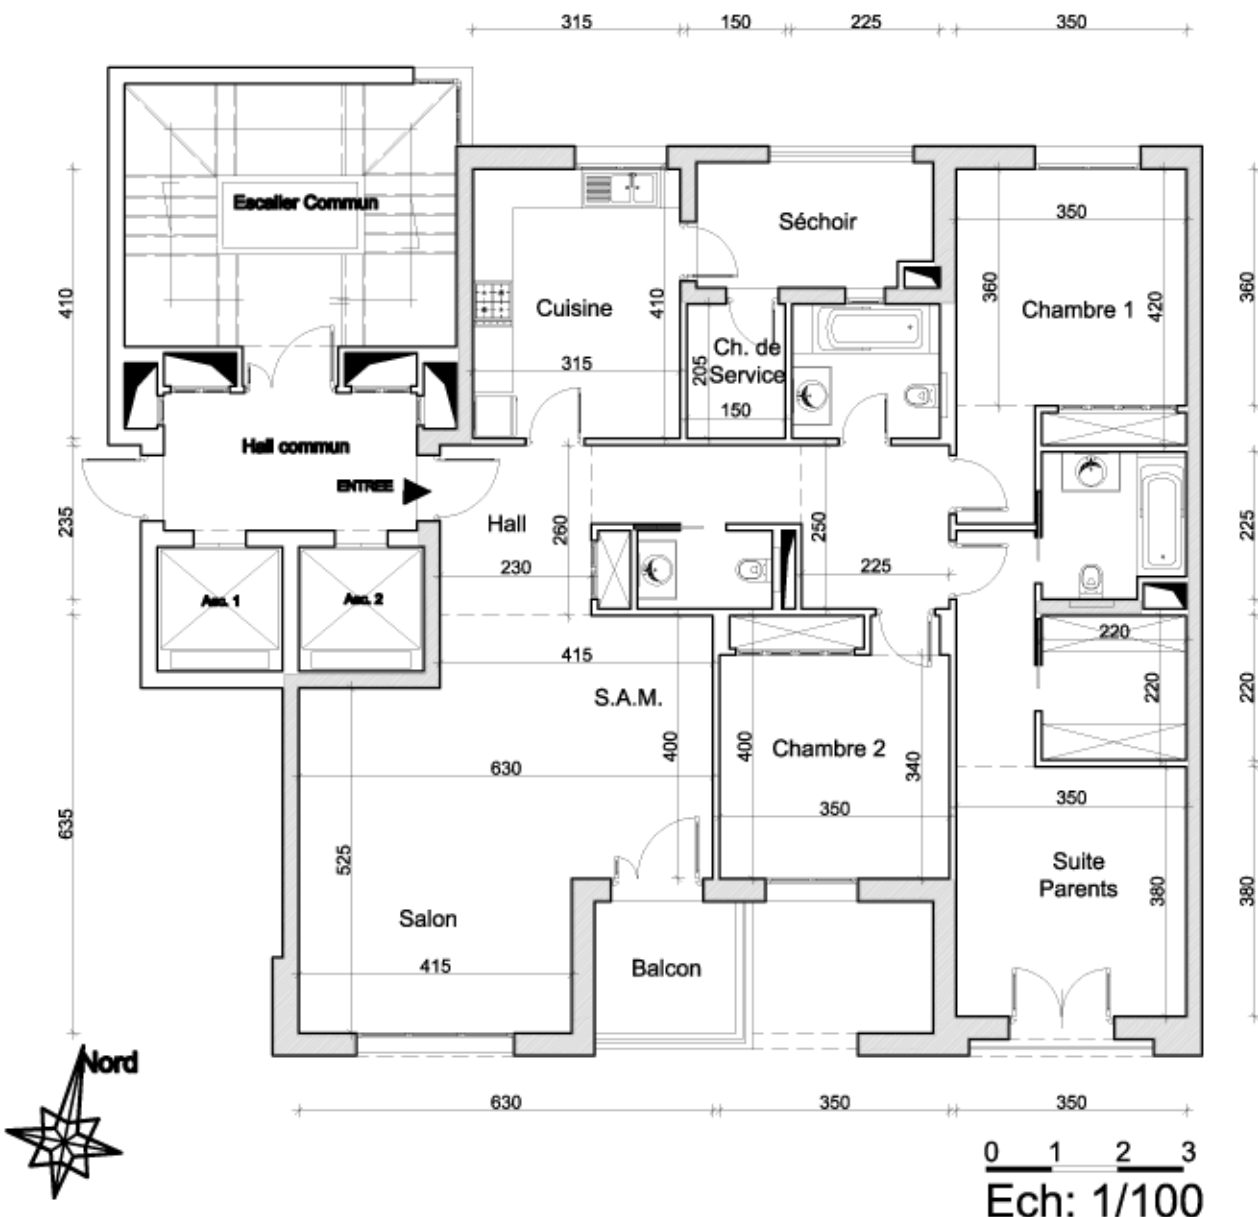 315 150 225 350
Escalier Commun
Séchoir
350
410
Cuisine
410
360
Chambre 1
420
360
Ch. de
Service
205
315
150
Hall commun
ENTREE
235
Hall
260
250
225
230
225
Asc. 1
Asc. 2
220
415
S.A.M.
220
220
400
400
Chambre 2
340
630
350
350
635
525
Suite
Parents
380
380
Salon
415
Balcon
Nord
630 350 350
0 1 2 3
Ech: 1/100